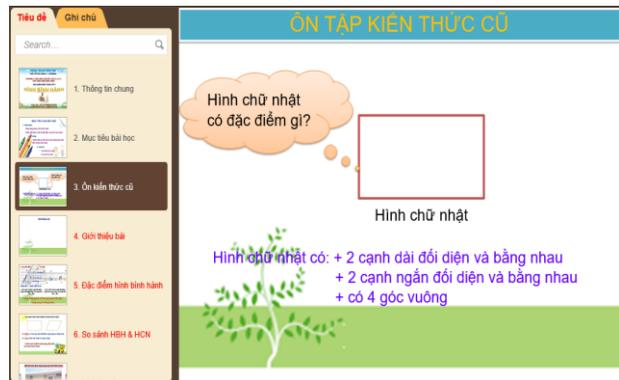 Tiêu đề
Ghi chú
Search...
1. Thông tin chung
2. Mục tiêu bài học
3. Ôn kiến thức cũ
4. Giới thiệu bài
5. Đặc điểm hình bình hành
6. So sánh HBH & HCN
ÔN TẬP KIẾN THỨC CŨ
Hình chữ nhật
có đặc điểm gì?
Hình chữ nhật
Hình chữ nhật có: + 2 cạnh dài đối diện và bằng nhau
+ 2 cạnh ngắn đối diện và bằng nhau
+ có 4 góc vuông